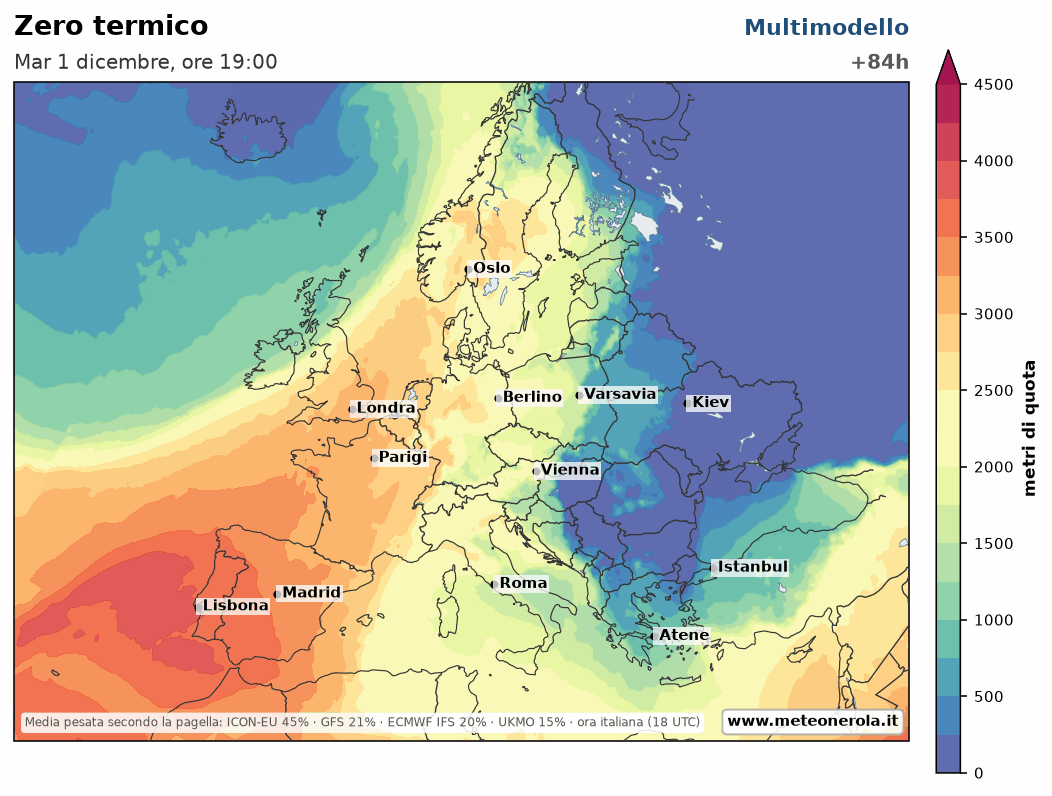 Zero termico
Multimodello
Mar 1 dicembre, ore 19:00
+84h
4500
4000
3500
3000
2500
2000
1500
1000
500
0
metri di quota
Oslo
Berlino
Varsavia
Kiev
Londra
Parigi
Vienna
Istanbul
Roma
Madrid
Lisbona
Atene
Media pesata secondo la pagella: ICON-EU 45% · GFS 21% · ECMWF IFS 20% · UKMO 15% · ora italiana (18 UTC)
www.meteonerola.it